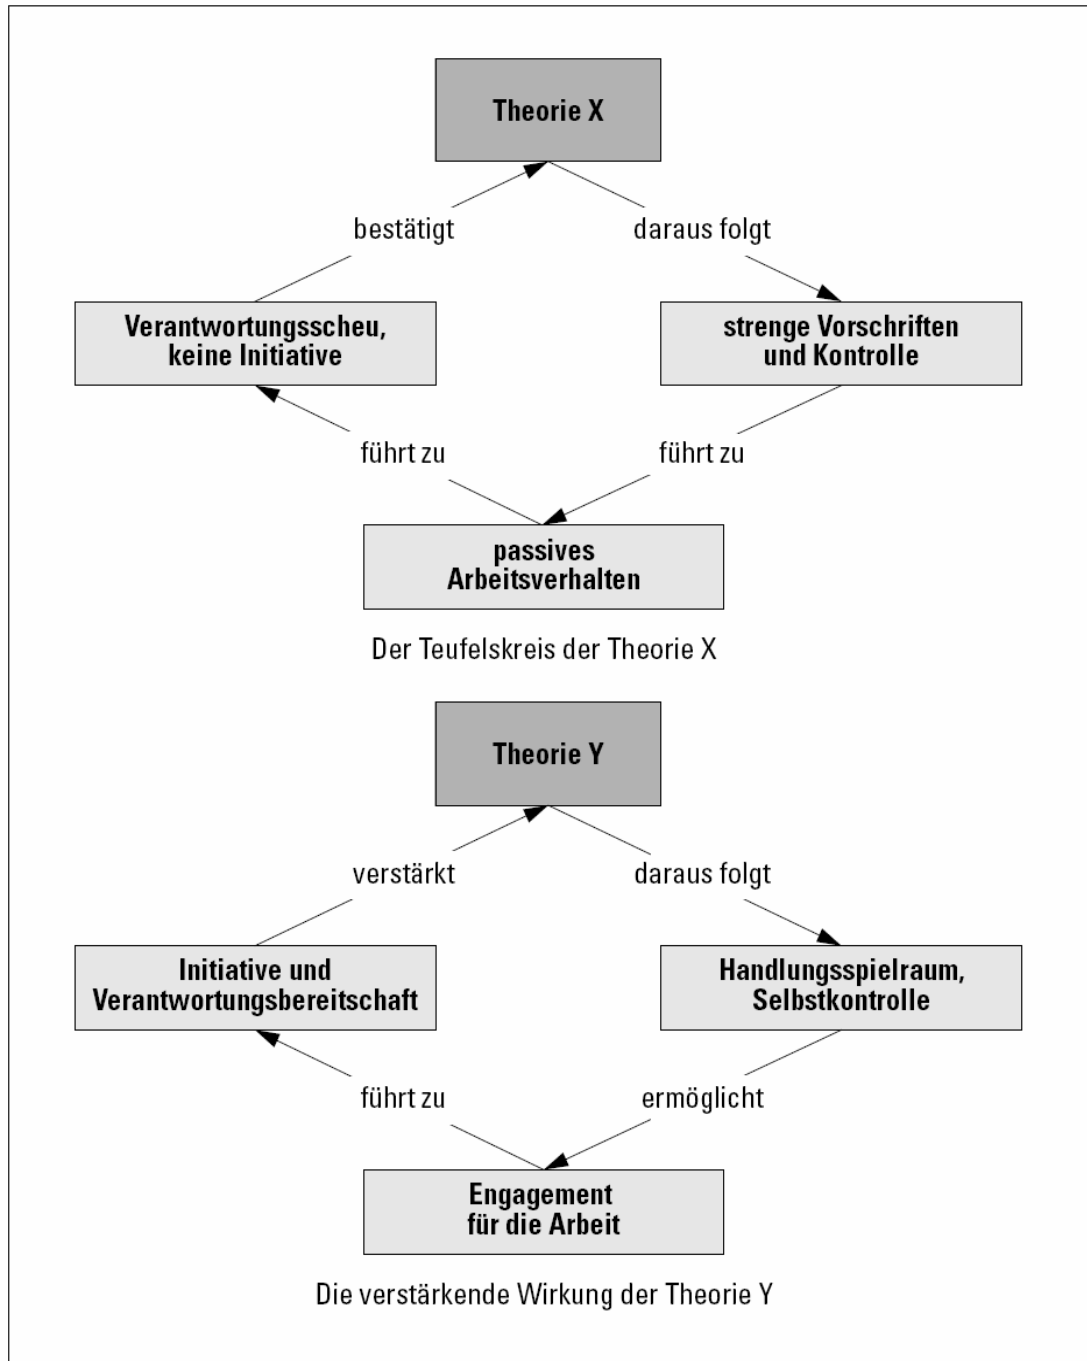 Theorie X
bestätigt
daraus folgt
Verantwortungsscheu,
keine Initiative
strenge Vorschriften
und Kontrolle
führt zu
führt zu
passives
Arbeitsverhalten
Der Teufelskreis der Theorie X
Theorie Y
verstärkt
daraus folgt
Initiative und
Verantwortungsbereitschaft
Handlungsspielraum,
Selbstkontrolle
führt zu
ermöglicht
Engagement
für die Arbeit
Die verstärkende Wirkung der Theorie Y